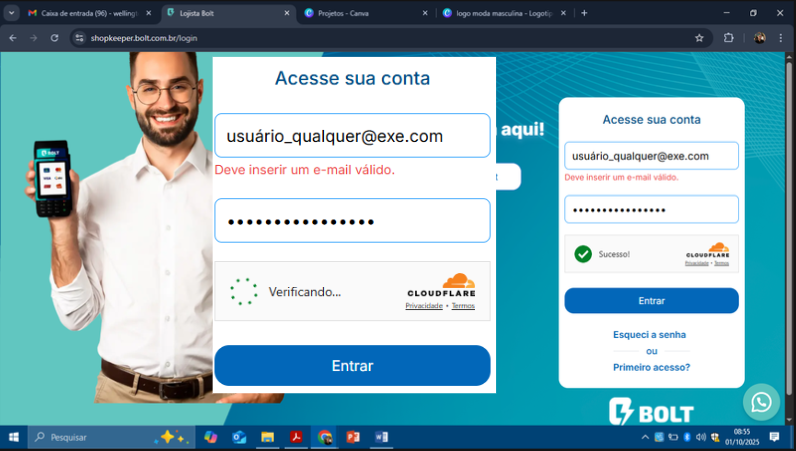 Caixa de entrada (96) - welling
Lojista Bolt
Projetos - Canva
logo moda masculina - Logoti
shopkeeper.bolt.com.br/login
BOLT
Acesse sua conta
usuário_qualquer@exe.com
Deve inserir um e-mail válido.
Verificando...
CLOUDFLARE
Privacidade • Termos
Entrar
aqui!
Acesse sua conta
usuário_qualquer@exe.com
Deve inserir um e-mail válido.
Sucesso!
CLOUDFLARE
Privacidade • Termos
Entrar
Esqueci a senha
ou
Primeiro acesso?
BOLT
Pesquisar
08:55
01/10/2025